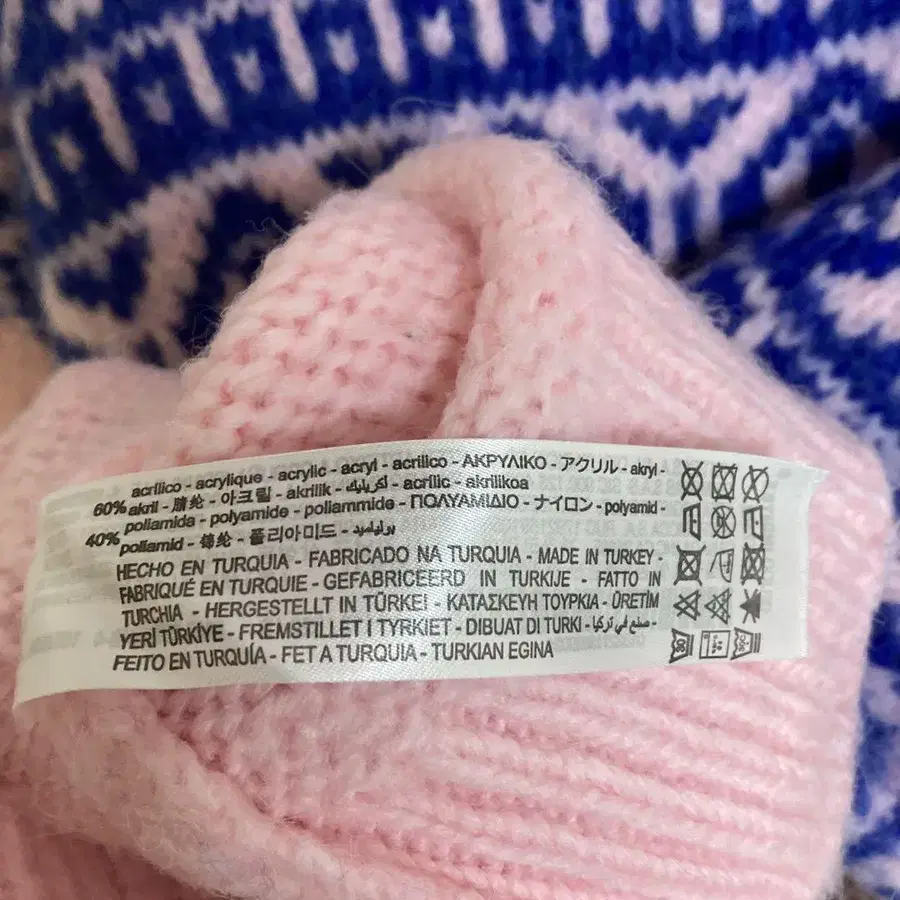 acrílico - acrylique - acrylic - acryl - acrilico - ΑΚΡΥΛΙΚΟ - アクリル - akryl -
60% akril - 腈纶 - 아크릴 - akrilik - أكريليك - acrilic - akrilikoa
poliamida - polyamide - poliammide - ΠΟΛΥΑΜΙΔΙΟ - ナイロン - polyamid -
40% poliamid - 锦纶 - 폴리아미드 - بولياميد
HECHO EN TURQUIA - FABRICADO NA TURQUIA - MADE IN TURKEY -
FABRIQUÉ EN TURQUIE - GEFABRICEERD IN TURKIJE - FATTO IN
TURCHIA - HERGESTELLT IN TÜRKEI - ΚΑΤΑΣΚΕΥΗ ΤΟΥΡΚΙΑ - ÜRETİM
YERİ TÜRKİYE - FREMSTILLET I TYRKIET - DIBUAT DI TURKI - صنع في تركيا -
FEITO EN TURQUÍA - FET A TURQUIA - TURKIAN EGINA